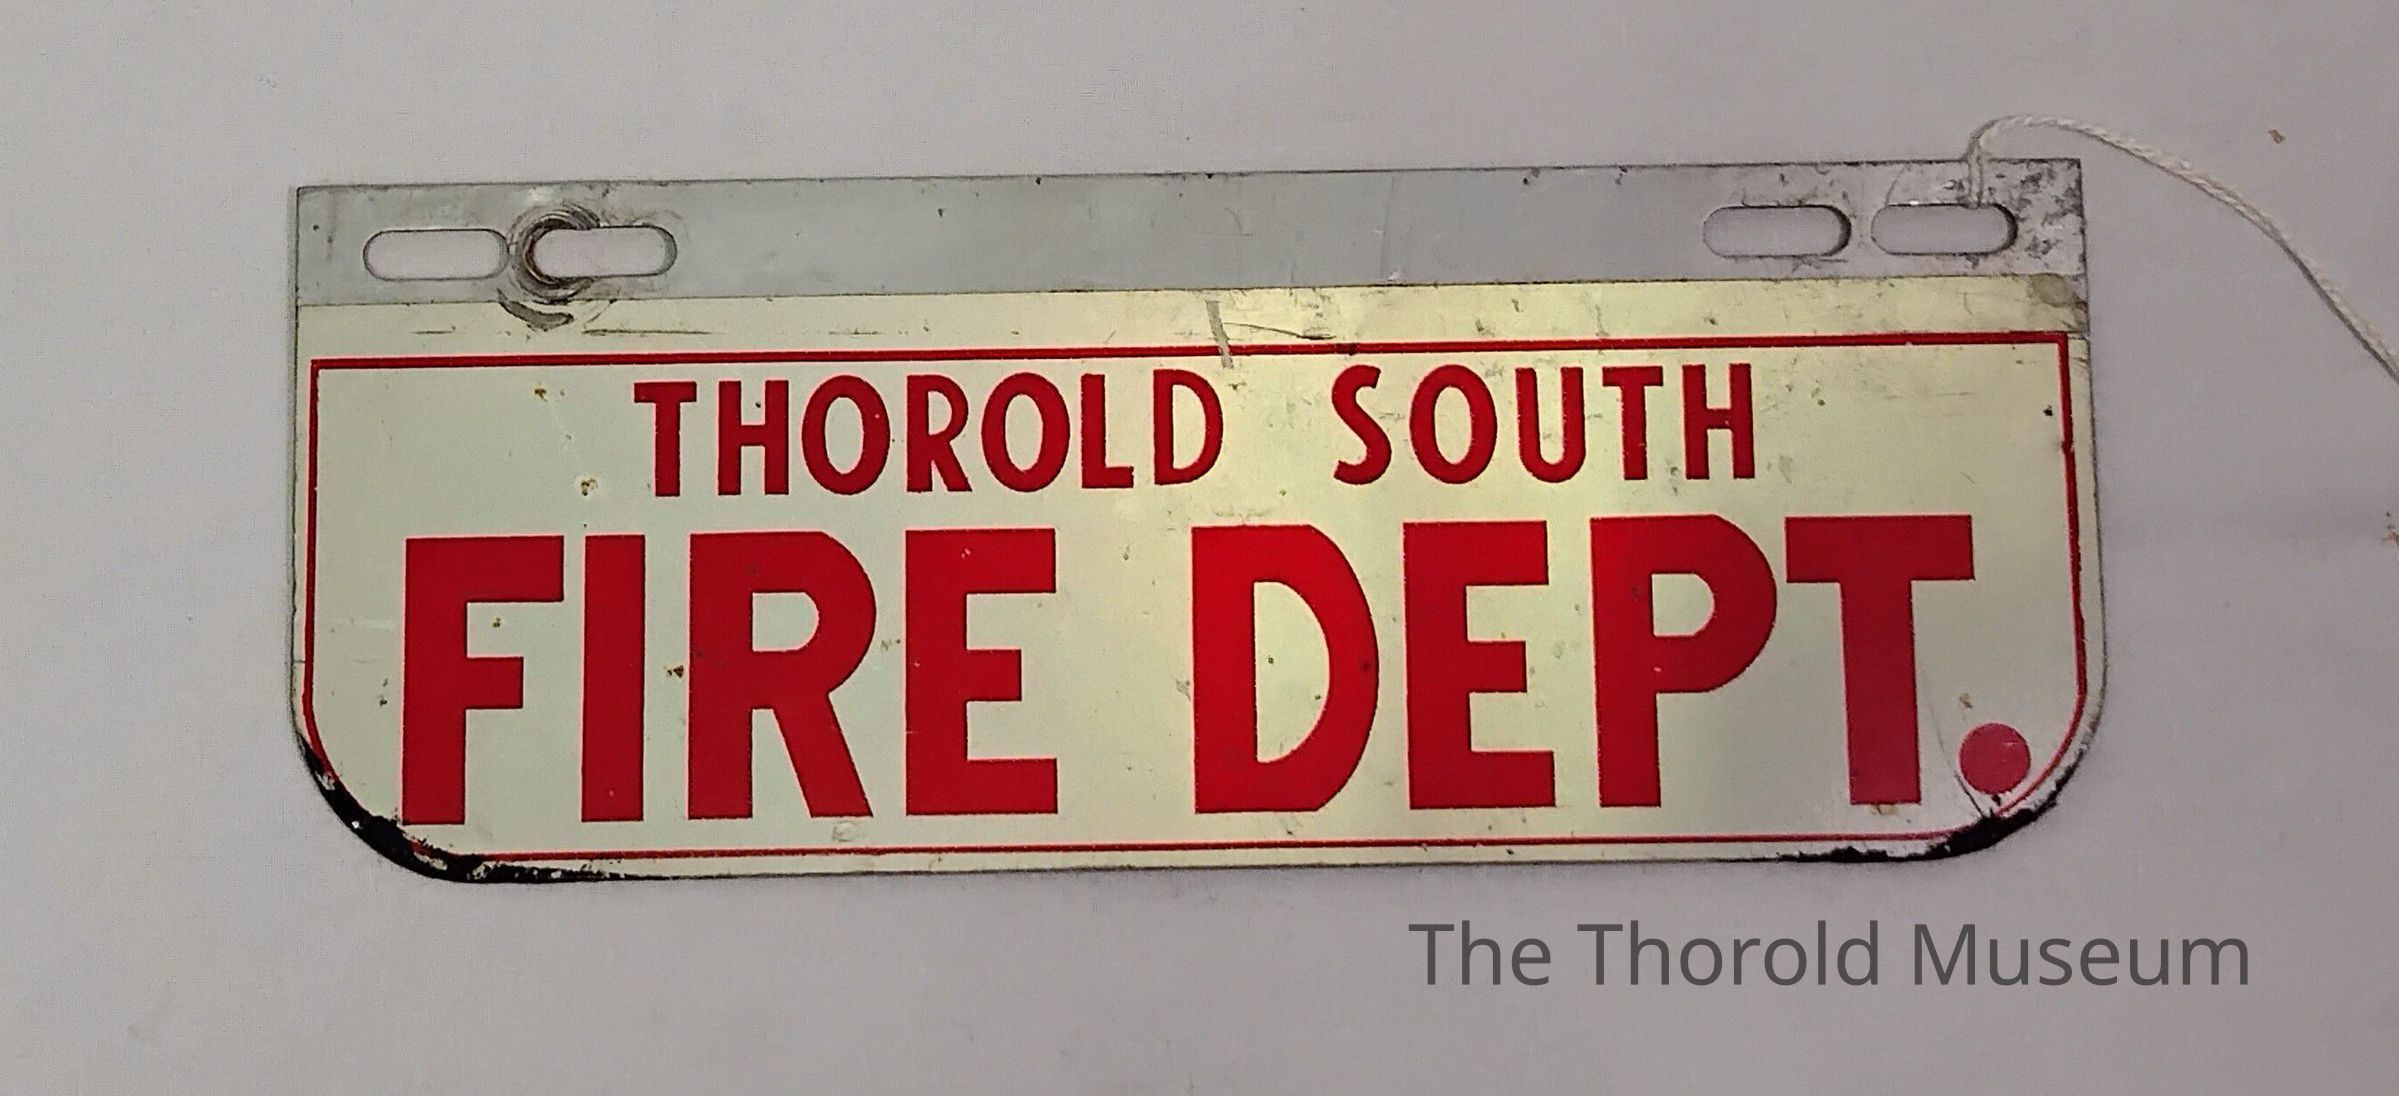 THOROLD SOUTH
FIRE DEPT.
The Thorold Museum